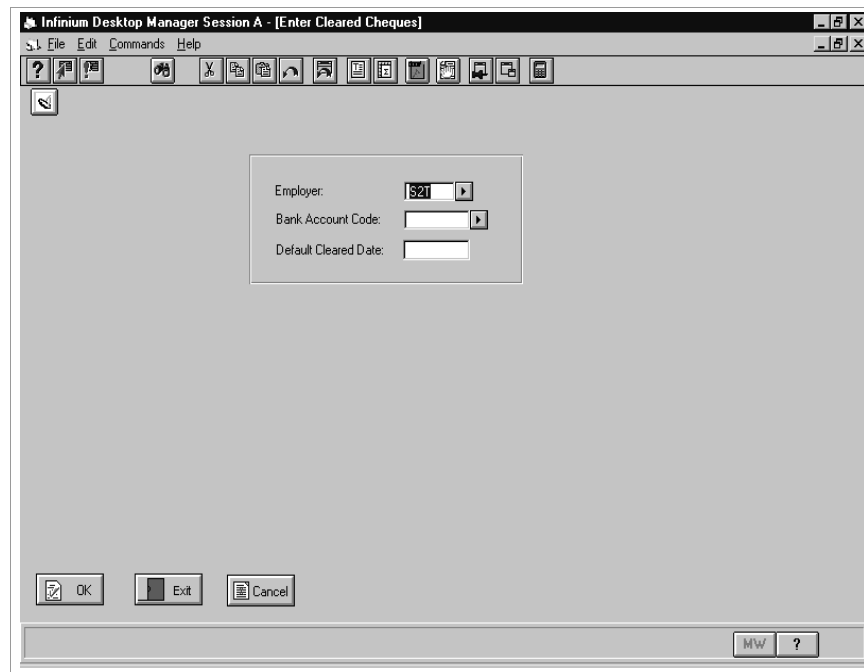 Infinium Desktop Manager Session A - [Enter Cleared Cheques]
File Edit Commands Help
Employer: S2T
Bank Account Code:
Default Cleared Date:
OK Exit Cancel
MW ?